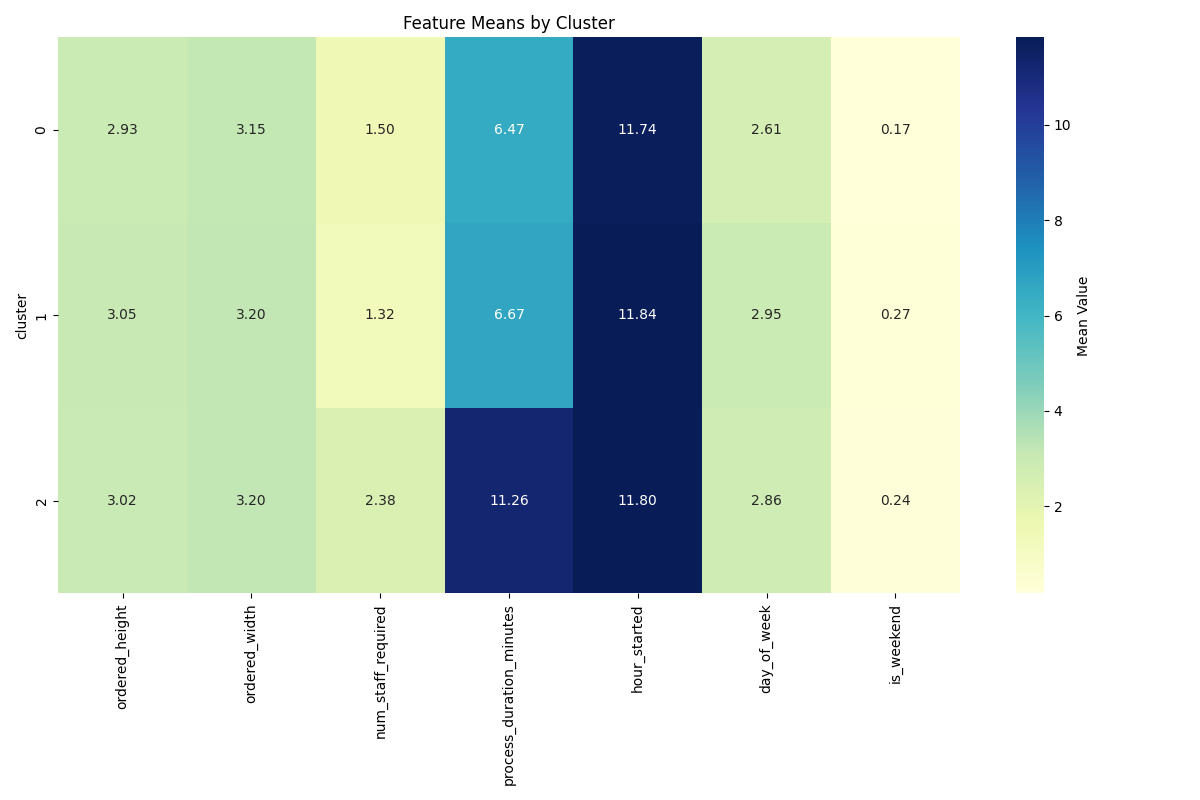 Feature Means by Cluster
cluster
0 2.93 3.15 1.50 6.47 11.74 2.61 0.17
1 3.05 3.20 1.32 6.67 11.84 2.95 0.27
2 3.02 3.20 2.38 11.26 11.80 2.86 0.24
ordered_height
ordered_width
num_staff_required
process_duration_minutes
hour_started
day_of_week
is_weekend
10
8
6
4
2
Mean Value